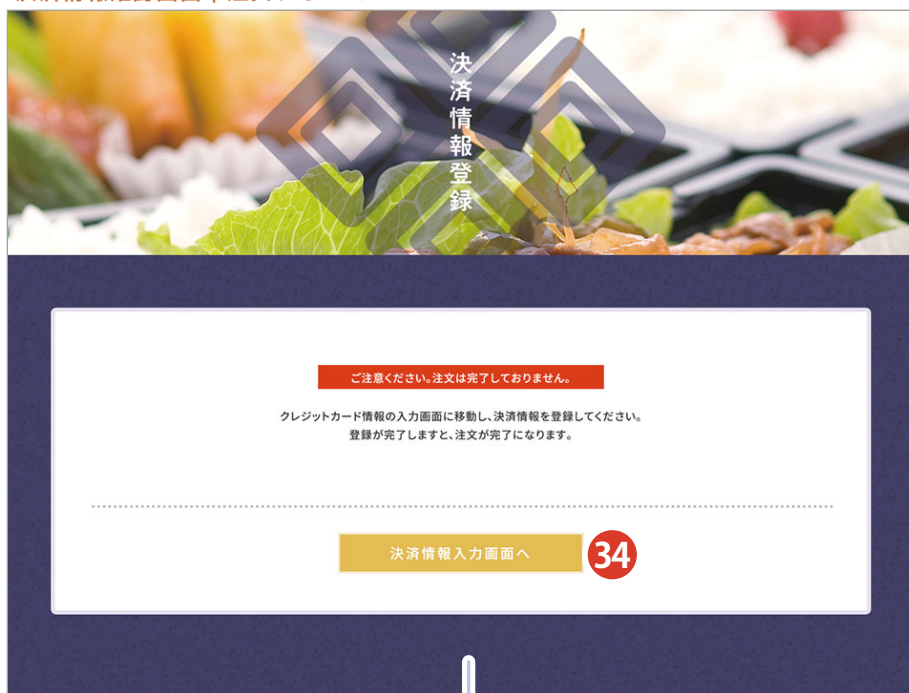 決済情報登録
ご注意ください。注文は完了しておりません。
クレジットカード情報の入力画面に移動し、決済情報を登録してください。
登録が完了しますと、注文が完了になります。
決済情報入力画面へ
34